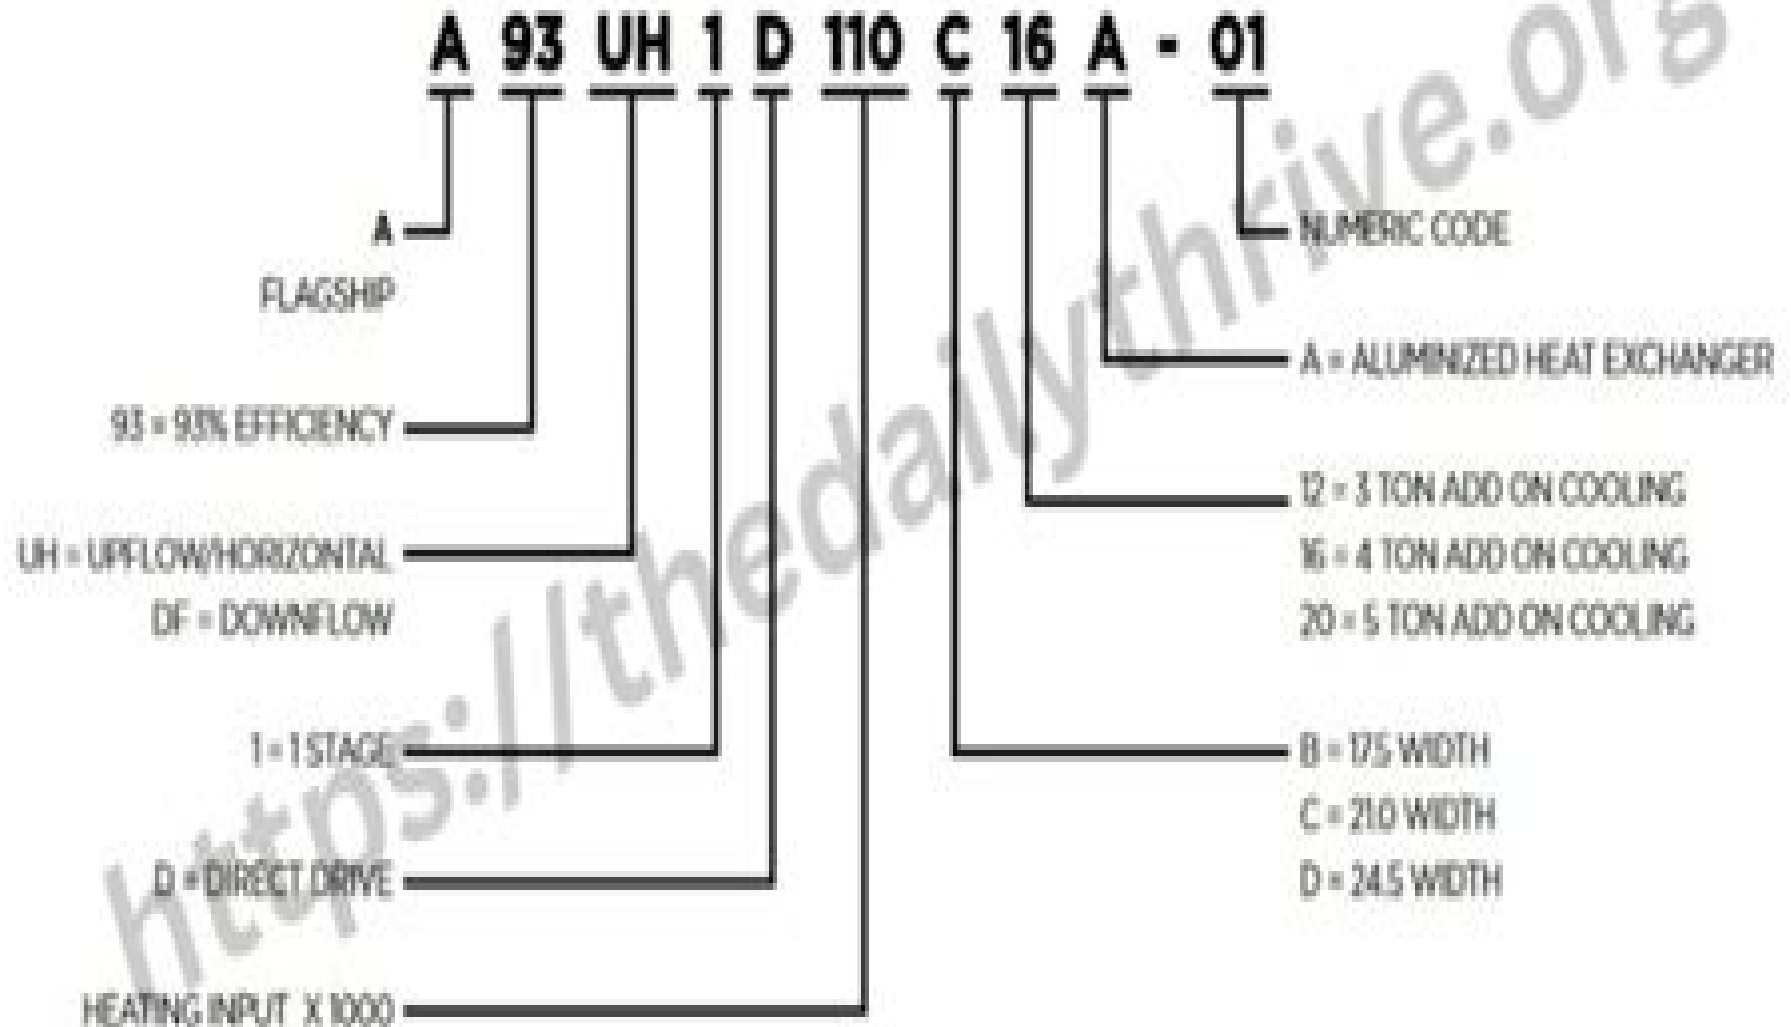 A 93 UH 1 D 110 C 16 A - 01
A
FLAGSHIP
93 = 93% EFFICIENCY
UH = UPFLOW/HORIZONTAL
DF = DOWNFLOW
1 = 1 STAGE
D = DIRECT DRIVE
HEATING INPUT X 1000
NUMERIC CODE
A = ALUMINIZED HEAT EXCHANGER
12 = 3 TON ADD ON COOLING
16 = 4 TON ADD ON COOLING
20 = 5 TON ADD ON COOLING
B = 17.5 WIDTH
C = 21.0 WIDTH
D = 24.5 WIDTH
https://thedailythrive.org